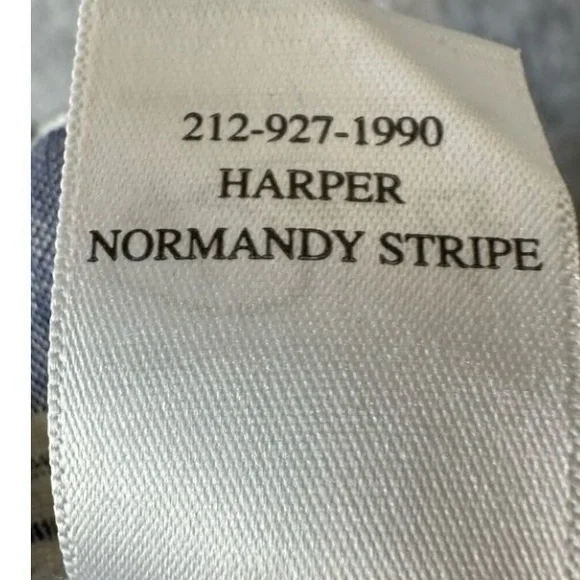 212-927-1990
HARPER
NORMANDY STRIPE